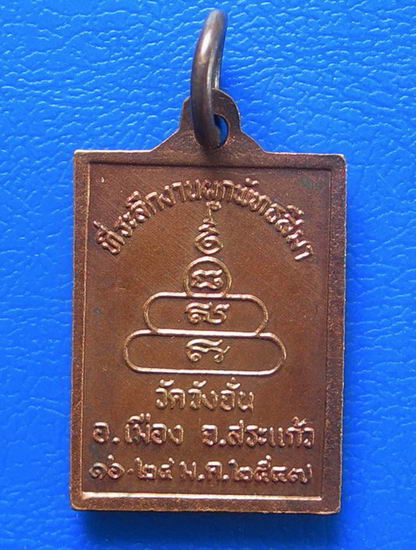 ที่ระลึกงานผูกพัทธสีมา
วัดวังอั่น
อ.เมือง จ.สระแก้ว
๑๖-๒๔ ม.ค.๒๕๔๗